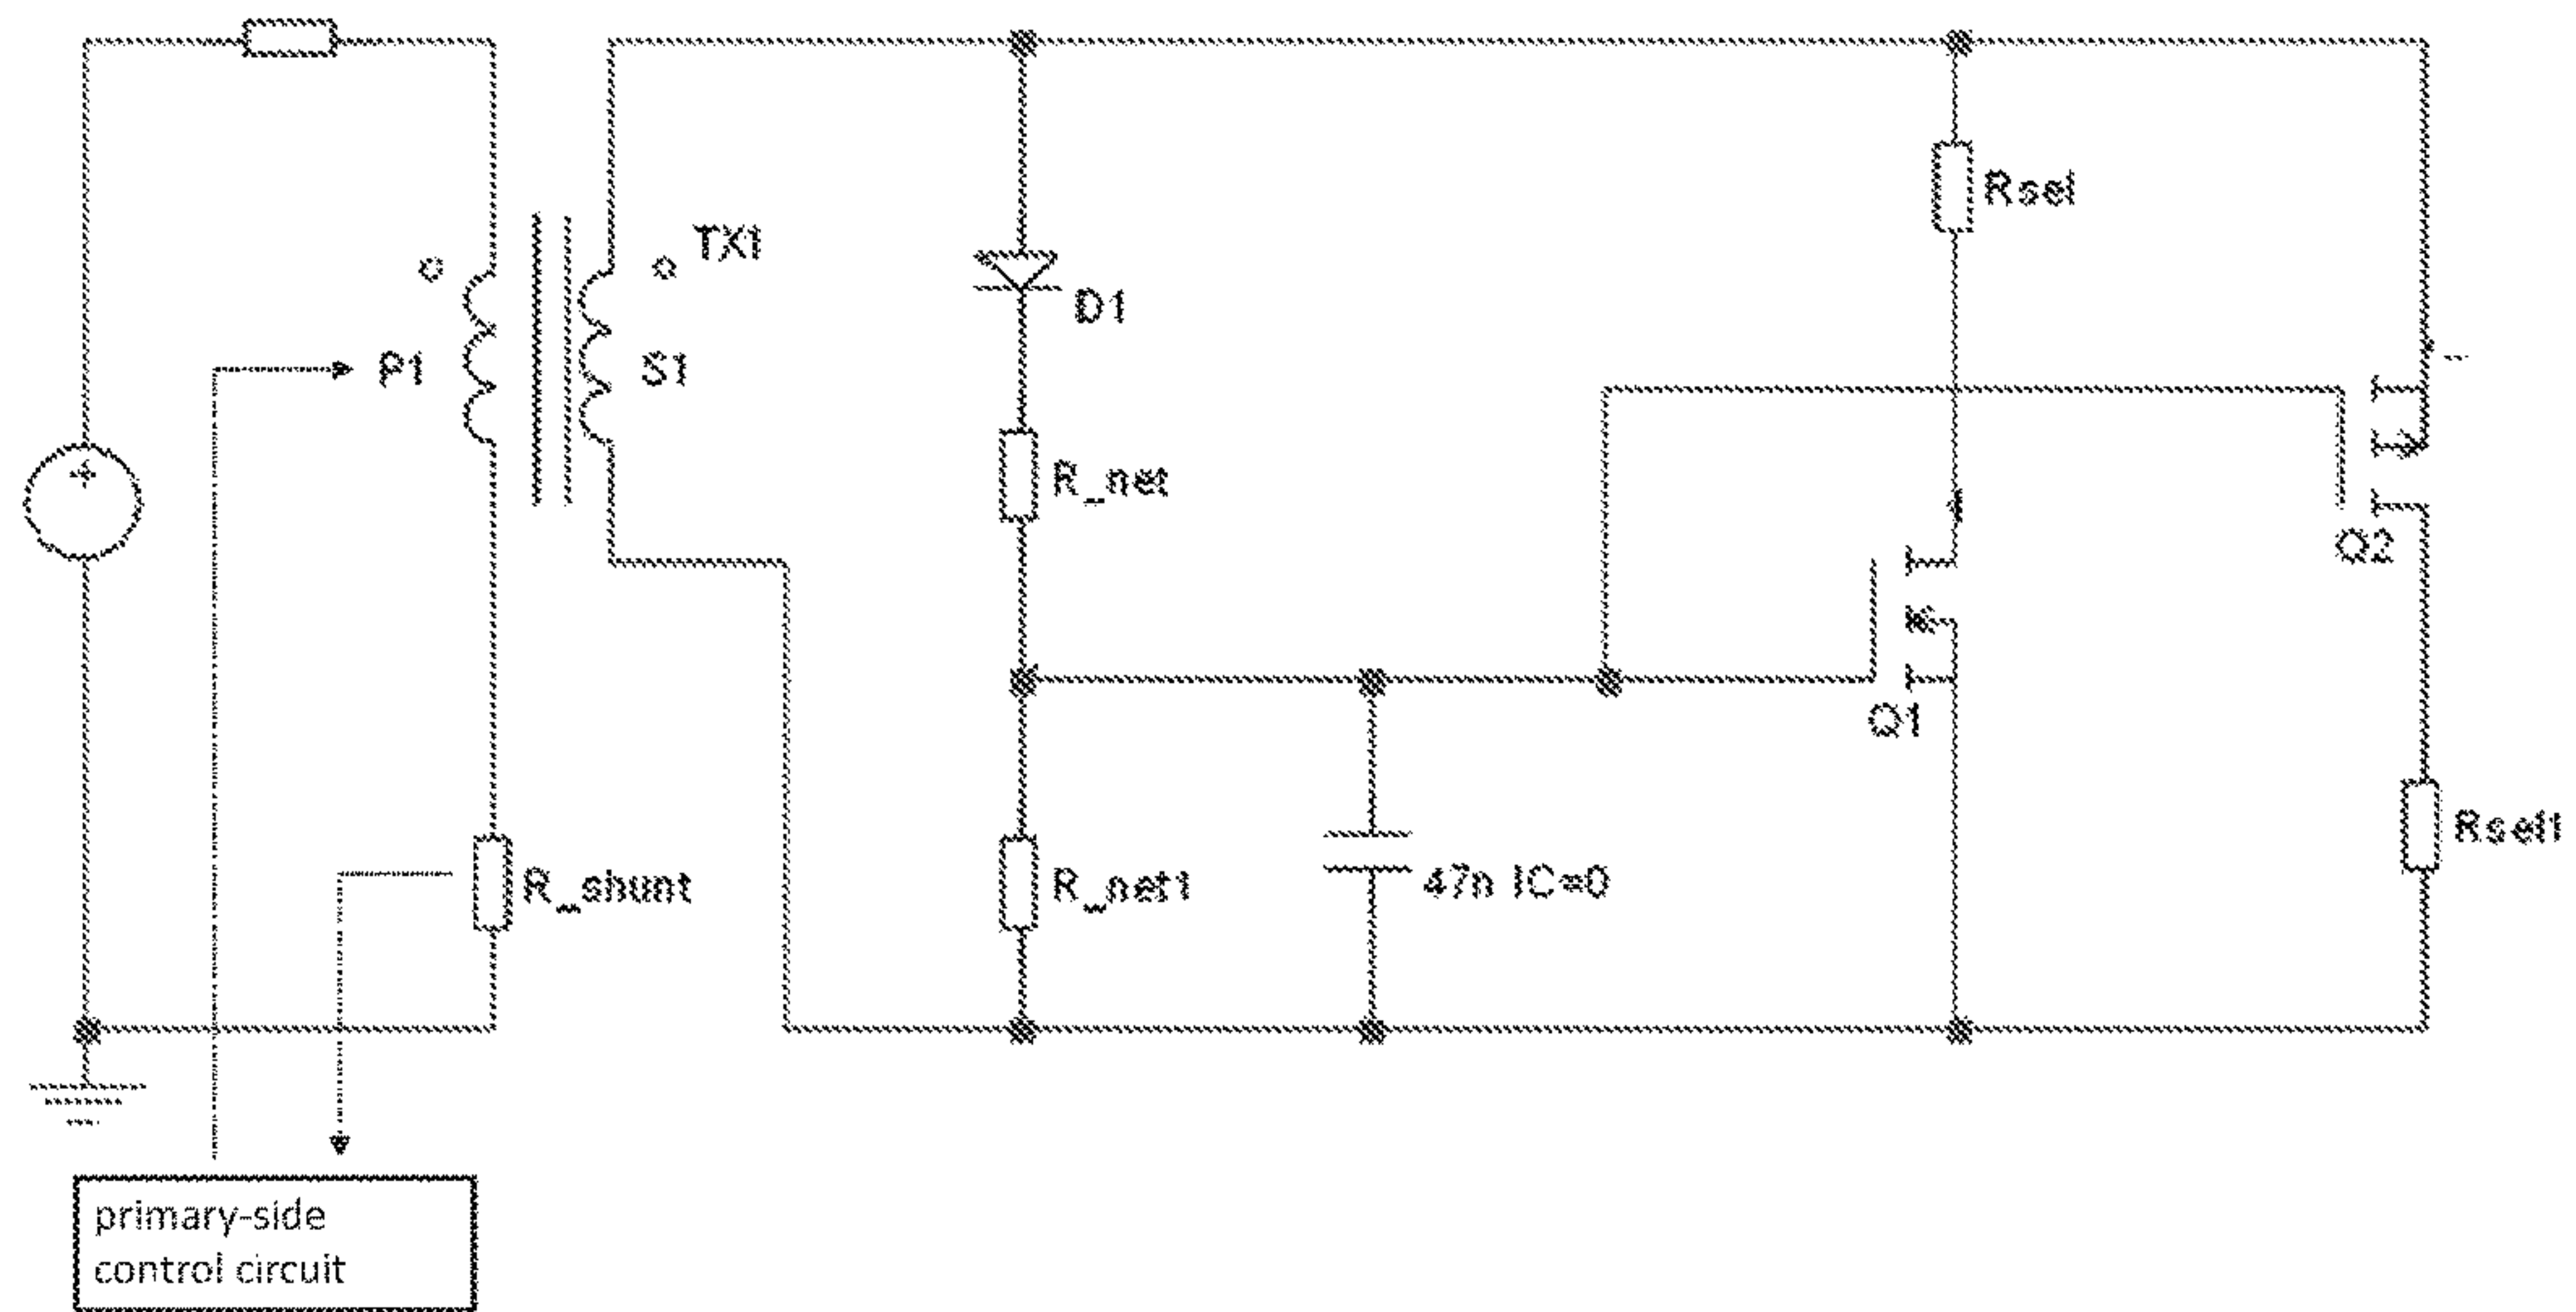 TX1
Rsel
D1
P1
S1
R_net
Q2
Q1
R_shunt
R_net1
47n IC=0
Rsel1
primary-side
control circuit